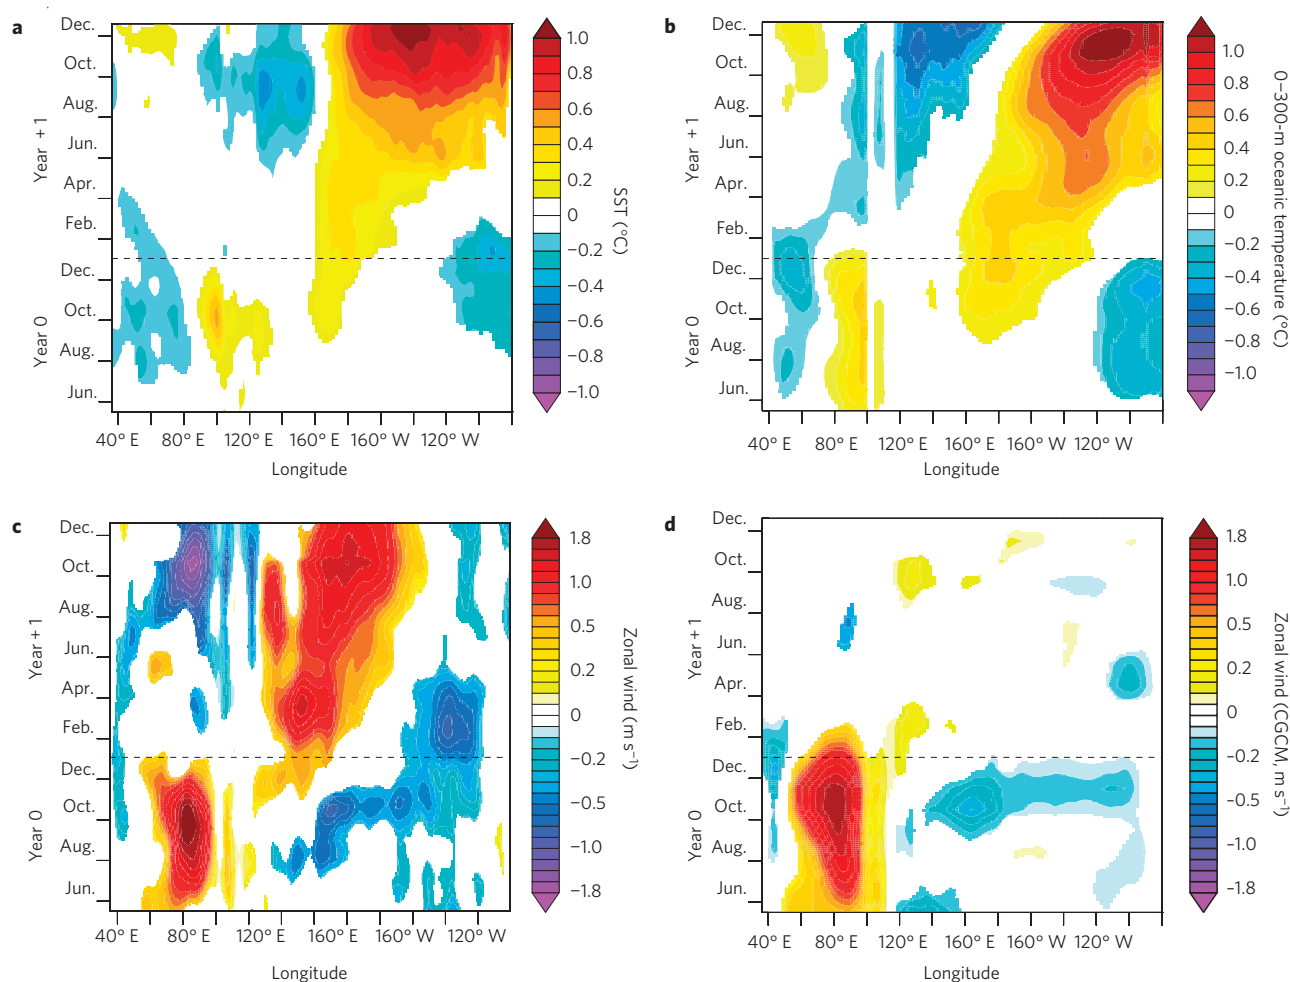 a
Dec.
Oct.
Aug.
Jun.
Apr.
Feb.
Dec.
Oct.
Aug.
Jun.
Year + 1
Year 0
40° E 80° E 120° E 160° E 160° W 120° W
Longitude
1.0
0.8
0.6
0.4
0.2
0
−0.2
−0.4
−0.6
−0.8
−1.0
SST (°C)
b
Dec.
Oct.
Aug.
Jun.
Apr.
Feb.
Dec.
Oct.
Aug.
Jun.
Year + 1
Year 0
40° E 80° E 120° E 160° E 160° W 120° W
Longitude
1.0
0.8
0.6
0.4
0.2
0
−0.2
−0.4
−0.6
−0.8
−1.0
0–300-m oceanic temperature (°C)
c
Dec.
Oct.
Aug.
Jun.
Apr.
Feb.
Dec.
Oct.
Aug.
Jun.
Year + 1
Year 0
40° E 80° E 120° E 160° E 160° W 120° W
Longitude
1.8
1.0
0.5
0.2
0
−0.2
−0.5
−1.0
−1.8
Zonal wind (m s⁻¹)
d
Dec.
Oct.
Aug.
Jun.
Apr.
Feb.
Dec.
Oct.
Aug.
Jun.
Year + 1
Year 0
40° E 80° E 120° E 160° E 160° W 120° W
Longitude
1.8
1.0
0.5
0.2
0
−0.2
−0.5
−1.0
−1.8
Zonal wind (CGCM, m s⁻¹)